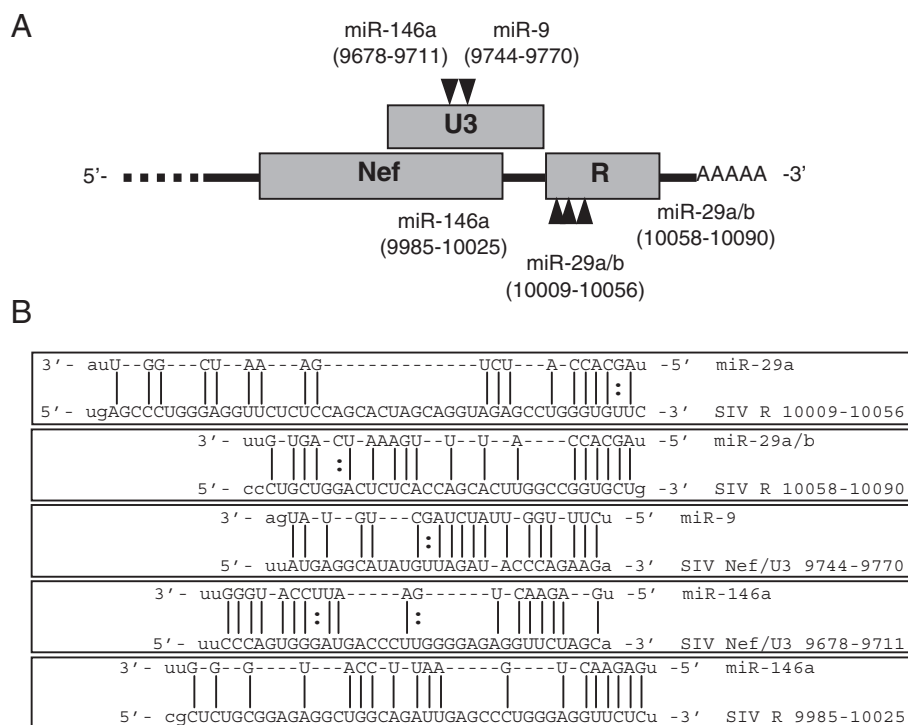 A
miR-146a
(9678-9711)
miR-9
(9744-9770)
U3
5'-
Nef
R
AAAAA -3'
miR-146a
(9985-10025)
miR-29a/b
(10058-10090)
miR-29a/b
(10009-10056)
B
3'- auU--GG---CU--AA---AG--------------UCU---A-CCACGAu -5' miR-29a
5'- ugAGCCCUGGGAGGUUCUCUCCAGCACUAGCAGGUAGAGCCUGGGUGUUC -3' SIV R 10009-10056
3'- uuG-UGA-CU-AAAGU--U--U--A----CCACGAu -5' miR-29a/b
5'- ccCUGCUGGACUCUCACCAGCACUUGGCCGGUGCUg -3' SIV R 10058-10090
3'- agUA-U--GU---CGAUCUAUU-GGU-UUCu -5' miR-9
5'- uuAUGAGGCAUAUGUUAGAU-ACCCAGAAGa -3' SIV Nef/U3 9744-9770
3'- uuGGGU-ACCUUA-----AG------U-CAAGA--Gu -5' miR-146a
5'- uuCCCAGUGGGAUGACCCUUGGGGAGAGGUUCUAGCa -3' SIV Nef/U3 9678-9711
3'- uuG-G--G----U---ACC-U-UAA-----G----U-CAAGAGu -5' miR-146a
5'- cgCUCUGCGGAGAGGCUGGCAGAUUGAGCCCUGGGAGGUUCUCu -3' SIV R 9985-10025